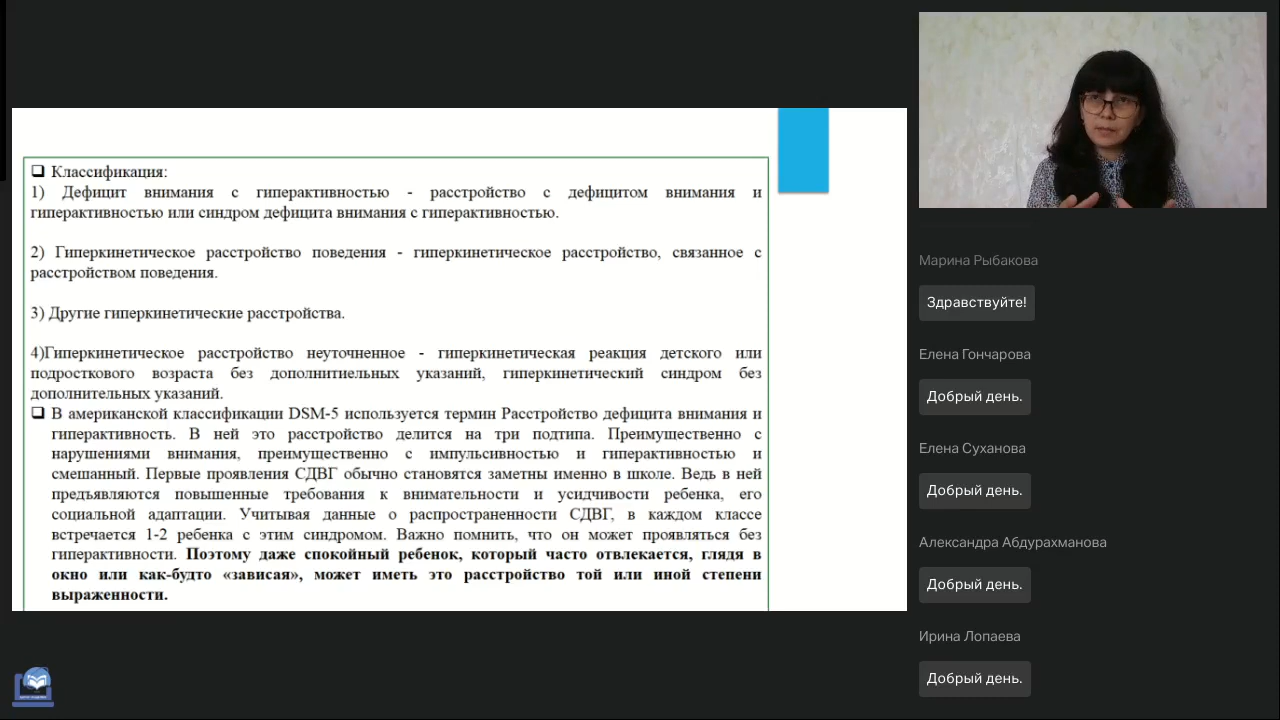 ❑ Классификация:
1) Дефицит внимания с гиперактивностью - расстройство с дефицитом внимания и
гиперактивностью или синдром дефицита внимания с гиперактивностью.
2) Гиперкинетическое расстройство поведения - гиперкинетическое расстройство, связанное с
расстройством поведения.
3) Другие гиперкинетические расстройства.
4)Гиперкинетическое расстройство неуточненное - гиперкинетическая реакция детского или
подросткового возраста без дополнитиельных указаний, гиперкинетический синдром без
дополнительных указаний.
❑ В американской классификации DSM-5 используется термин Расстройство дефицита внимания и
гиперактивность. В ней это расстройство делится на три подтипа. Преимущественно с
нарушениями внимания, преимущественно с импульсивностью и гиперактивностью и
смешанный. Первые проявления СДВГ обычно становятся заметны именно в школе. Ведь в ней
предъявляются повышенные требования к внимательности и усидчивости ребенка, его
социальной адаптации. Учитывая данные о распространенности СДВГ, в каждом классе
встречается 1-2 ребенка с этим синдромом. Важно помнить, что он может проявляться без
гиперактивности. Поэтому даже спокойный ребенок, который часто отвлекается, глядя в
окно или как-будто «зависая», может иметь это расстройство той или иной степени
выраженности.
Марина Рыбакова
Здравствуйте!
Елена Гончарова
Добрый день.
Елена Суханова
Добрый день.
Александра Абдурахманова
Добрый день.
Ирина Лопаева
Добрый день.